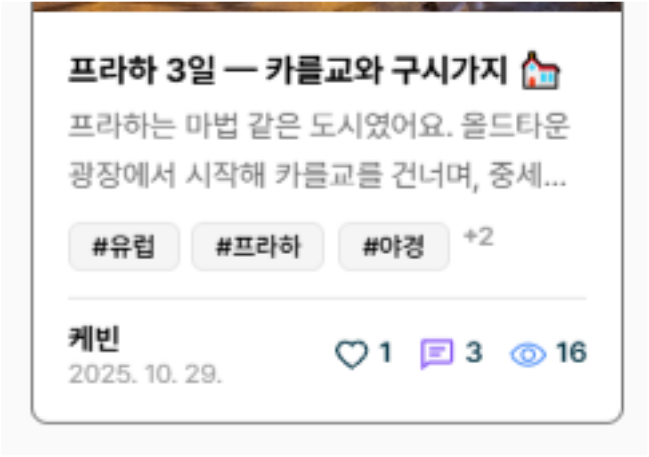 프라하 3일 — 카를교와 구시가지 🏠
프라하는 마법 같은 도시였어요. 올드타운
광장에서 시작해 카를교를 건너며, 중세...
#유럽 #프라하 #야경 +2
케빈
2025. 10. 29.
1 3 16